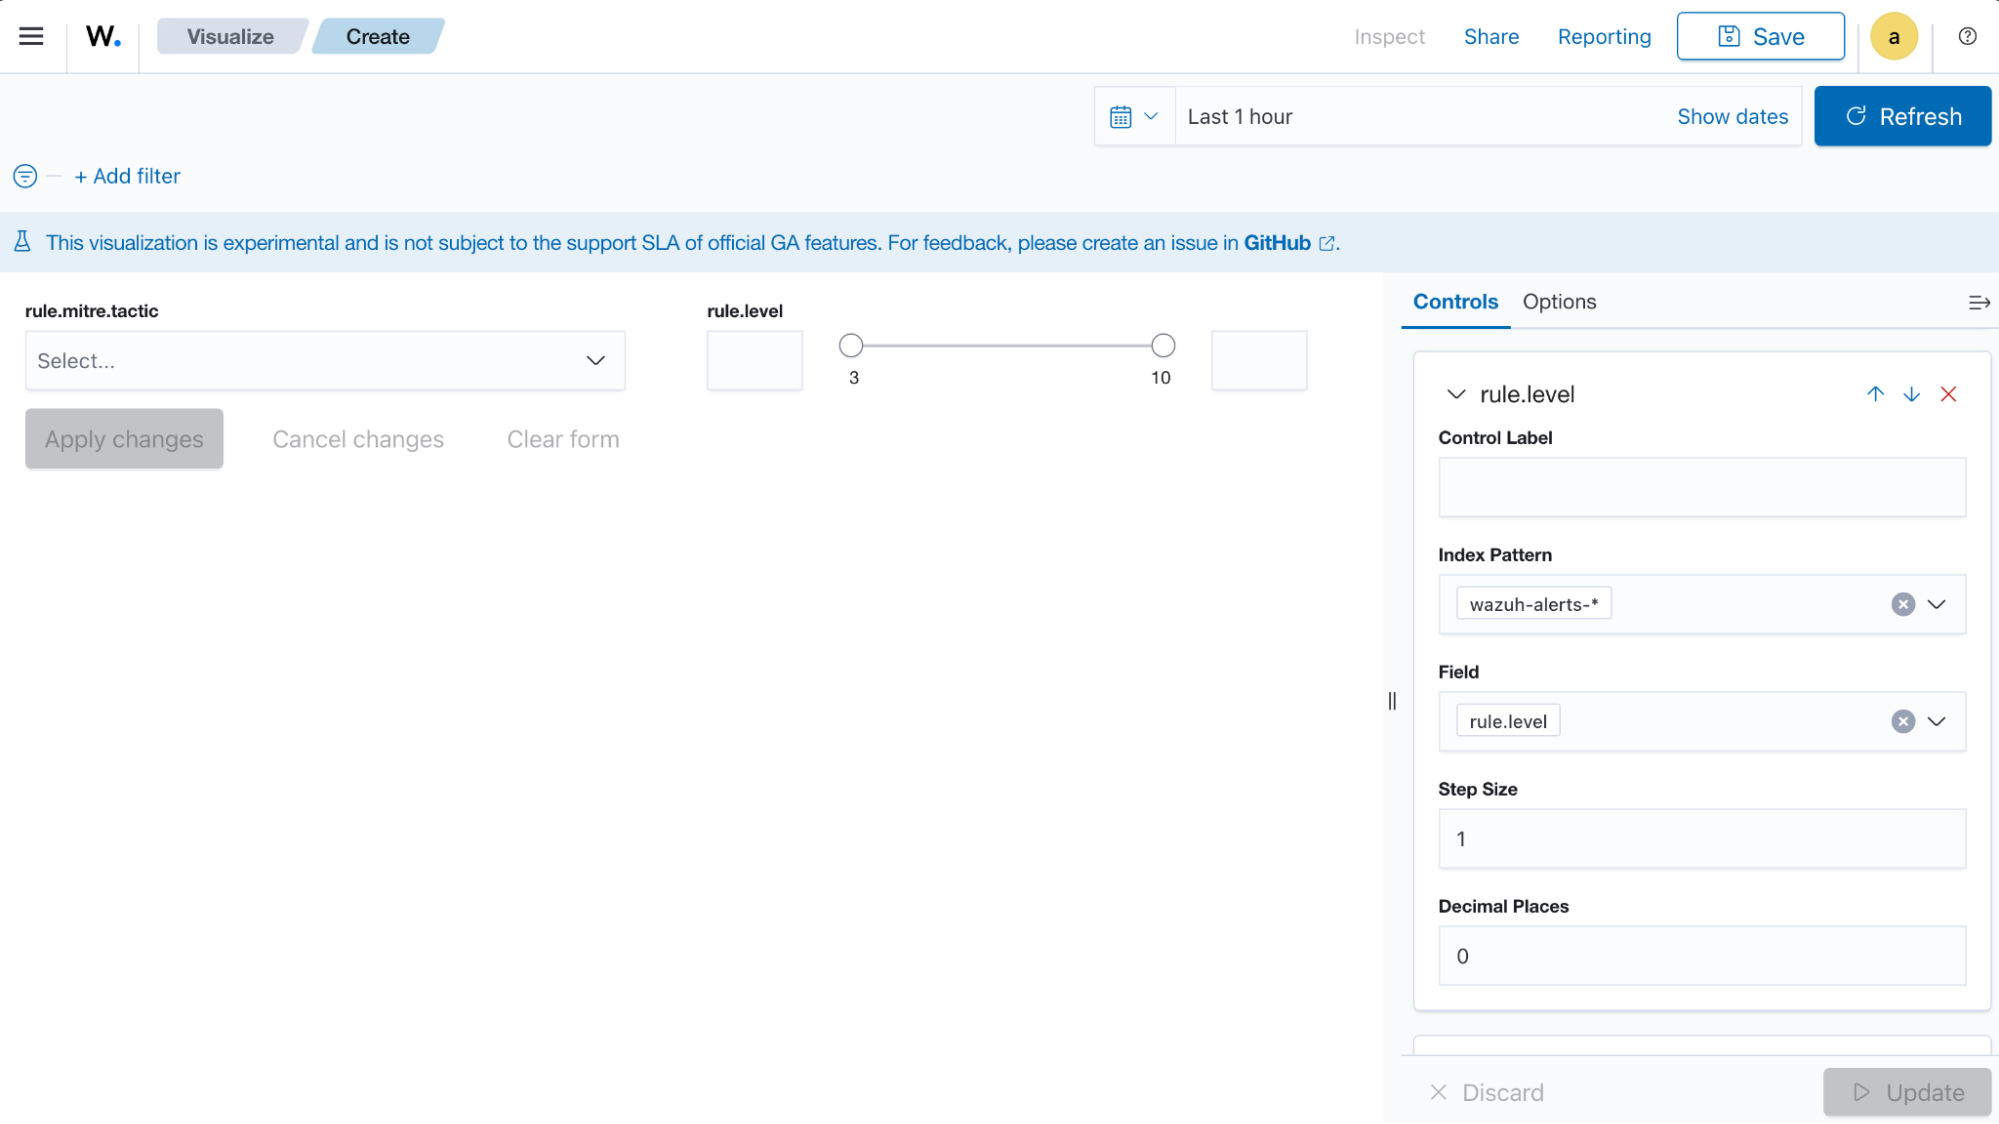 W.
Visualize
Create
Inspect
Share
Reporting
Save
a
Last 1 hour
Show dates
Refresh
+ Add filter
This visualization is experimental and is not subject to the support SLA of official GA features. For feedback, please create an issue in GitHub .
rule.mitre.tactic
Select...
rule.level
3
10
Apply changes
Cancel changes
Clear form
Controls
Options
rule.level
Control Label
Index Pattern
wazuh-alerts-*
Field
rule.level
Step Size
1
Decimal Places
0
Discard
Update